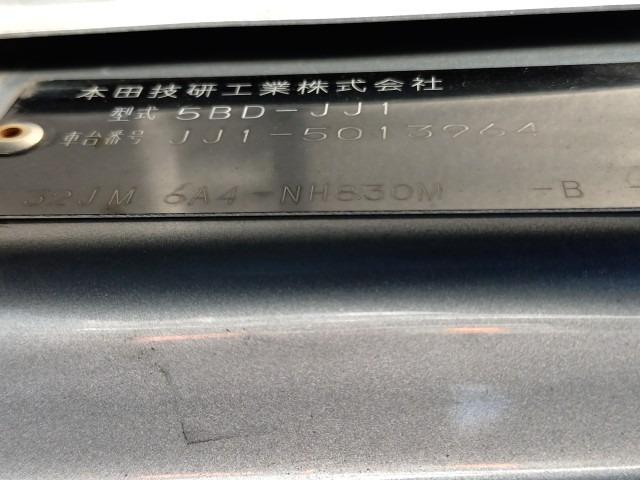 本田技研工業株式会社
型式 5BD-JJ1
車台番号 JJ1-5013964
32JM 6A4-NH830M -B